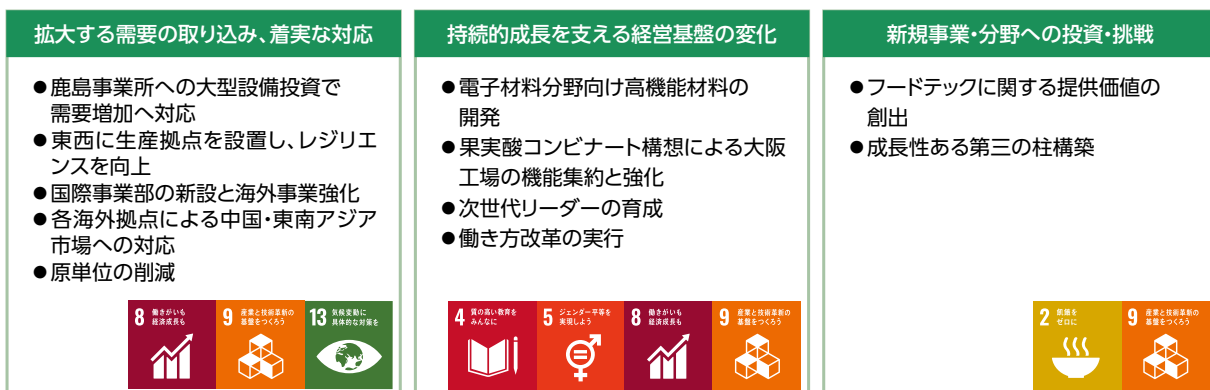 拡大する需要の取り込み、着実な対応
●鹿島事業所への大型設備投資で
需要増加へ対応
●東西に生産拠点を設置し、レジリエ
ンスを向上
●国際事業部の新設と海外事業強化
●各海外拠点による中国・東南アジア
市場への対応
●原単位の削減
8 働きがいも
経済成長も
9 産業と技術革新の
基盤をつくろう
13 気候変動に
具体的な対策を
持続的成長を支える経営基盤の変化
●電子材料分野向け高機能材料の
開発
●果実酸コンビナート構想による大阪
工場の機能集約と強化
●次世代リーダーの育成
●働き方改革の実行
4 質の高い教育を
みんなに
5 ジェンダー平等を
実現しよう
8 働きがいも
経済成長も
9 産業と技術革新の
基盤をつくろう
新規事業・分野への投資・挑戦
●フードテックに関する提供価値の
創出
●成長性ある第三の柱構築
2 飢餓を
ゼロに
9 産業と技術革新の
基盤をつくろう